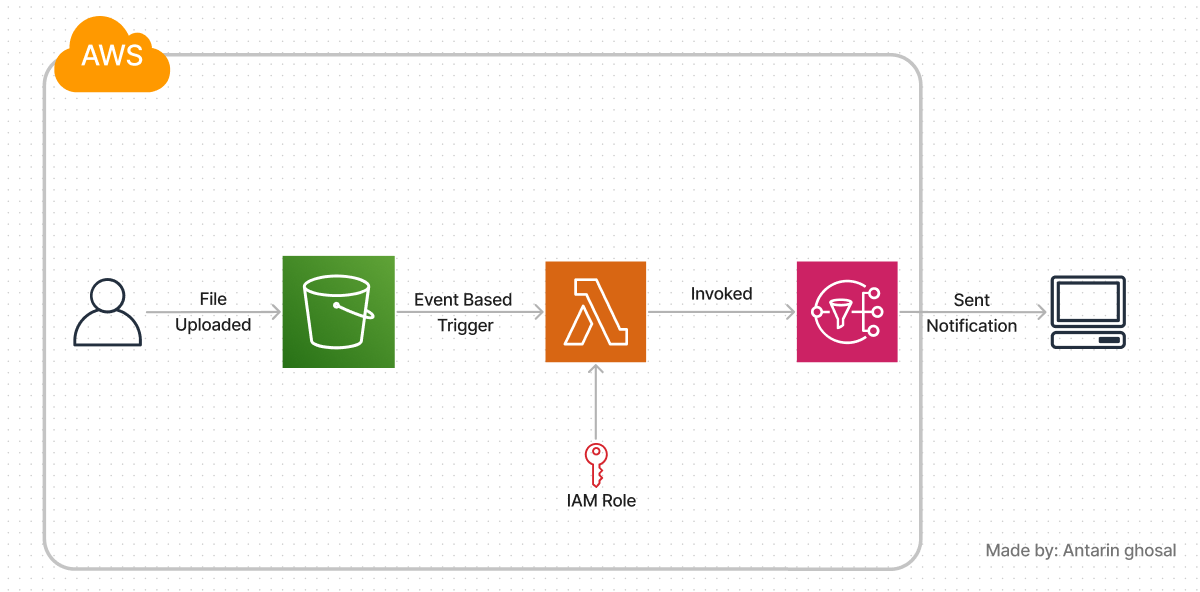 AWS
File
Uploaded
Event Based
Trigger
Invoked
Sent
Notification
IAM Role
Made by: Antarin ghosal